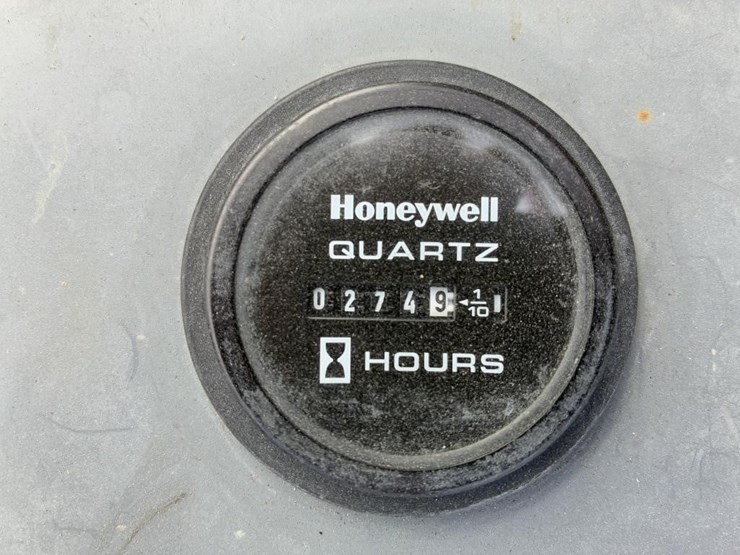 Honeywell
QUARTZ
0 2 7 4 9 ◄ 1/10
HOURS